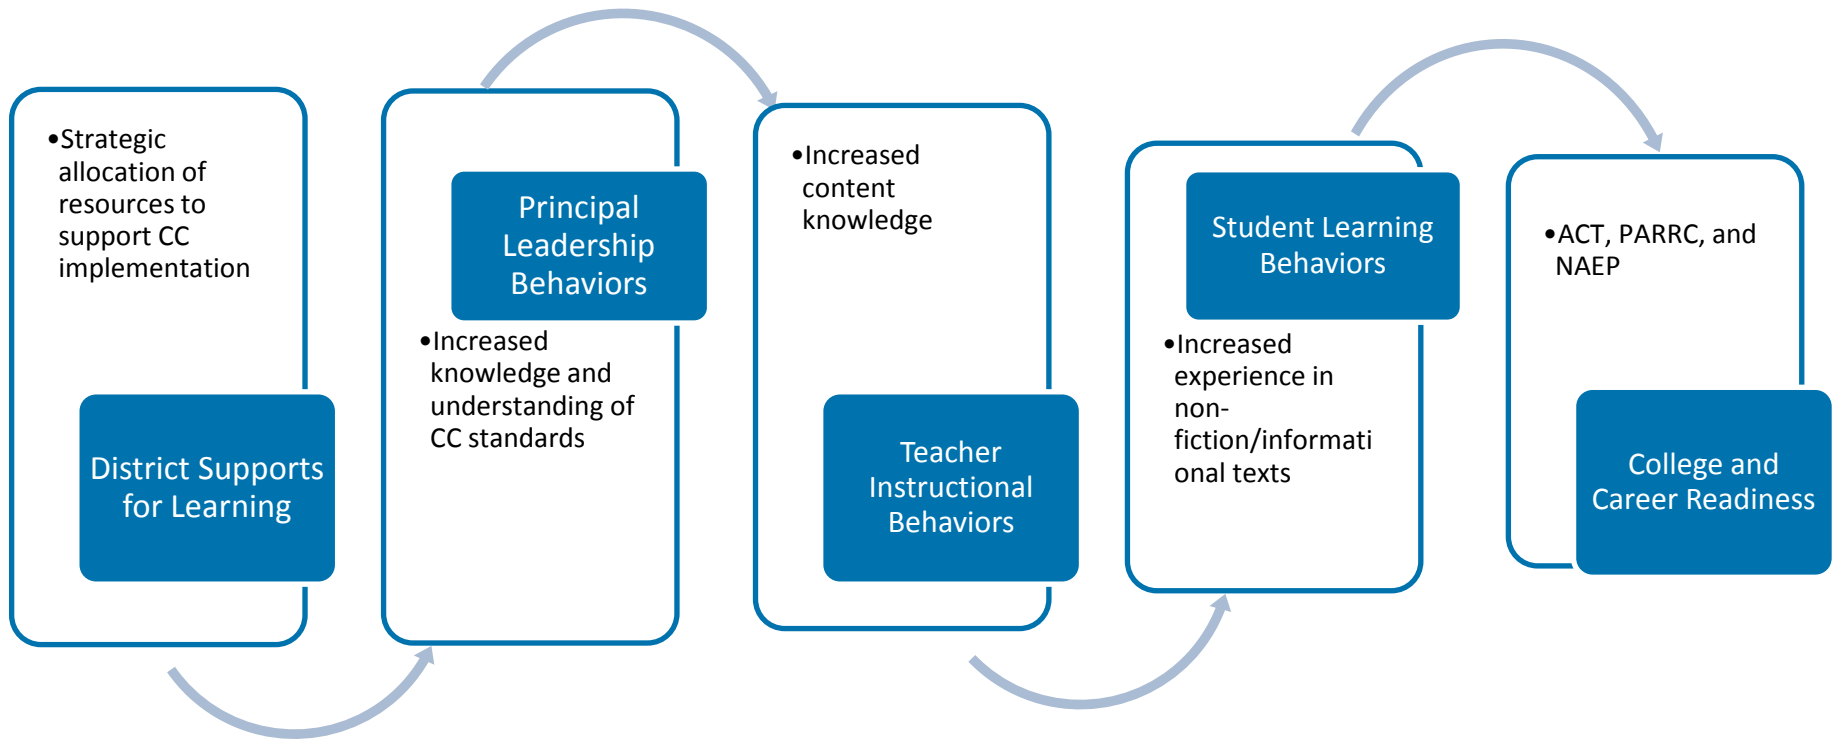 •Strategic
allocation of
resources to
support CC
implementation
District Supports
for Learning
Principal
Leadership
Behaviors
•Increased
knowledge and
understanding of
CC standards
•Increased
content
knowledge
Teacher
Instructional
Behaviors
Student Learning
Behaviors
•Increased
experience in
non-
fiction/informati
onal texts
•ACT, PARRC, and
NAEP
College and
Career Readiness